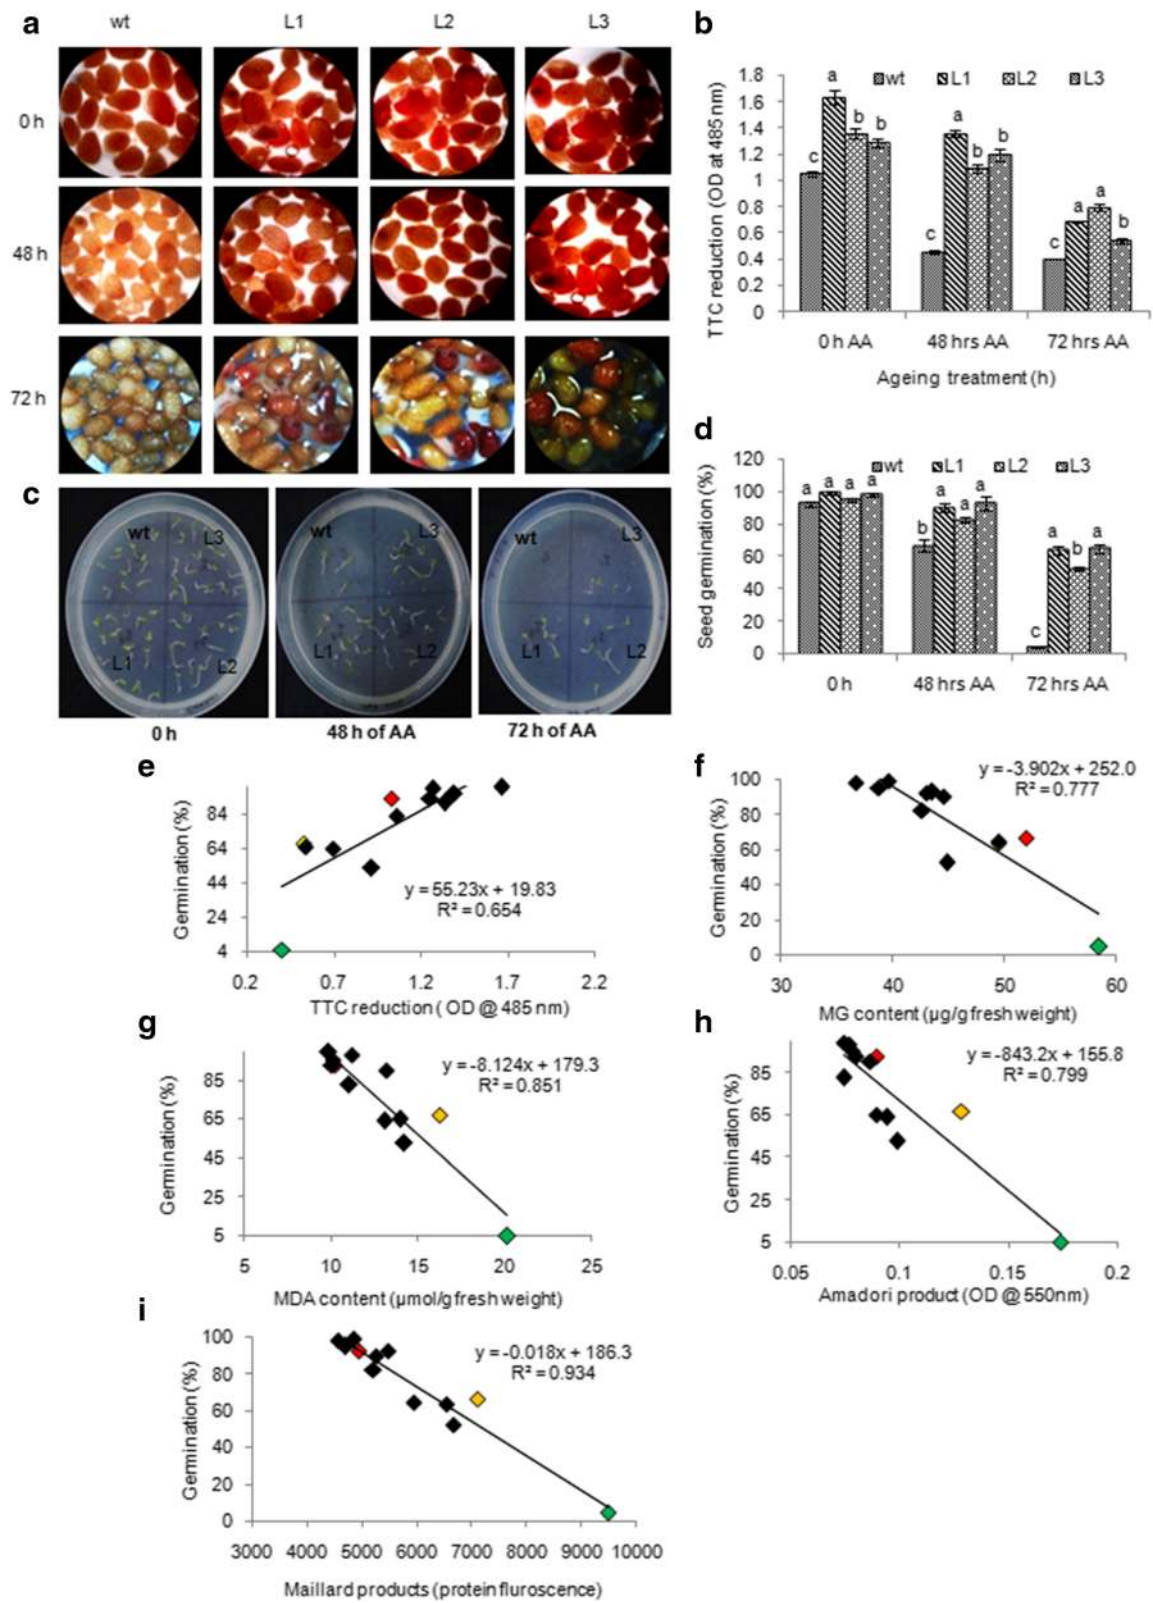 a
wt L1 L2 L3
0 h
48 h
72 h
b
wt L1 L2 L3
TTC reduction (OD at 485 nm)
1.8
1.6
1.4
1.2
1
0.8
0.6
0.4
0.2
0
c a b b
c a b b
c a a b
0 h AA 48 hrs AA 72 hrs AA
Ageing treatment (h)
c
wt L3 L1 L2
wt L3 L1 L2
wt L3 L1 L2
0 h 48 h of AA 72 h of AA
d
wt L1 L2 L3
Seed germination (%)
120
100
80
60
40
20
0
a a a a
b a a a
c a b a
0 h 48 hrs AA 72 hrs AA
e
Germination (%)
84
64
44
24
4
y = 55.23x + 19.83
R² = 0.654
0.2 0.7 1.2 1.7 2.2
TTC reduction ( OD @ 485 nm)
f
Germination (%)
100
80
60
40
20
0
y = -3.902x + 252.0
R² = 0.777
30 40 50 60
MG content (µg/g fresh weight)
g
Germination (%)
85
65
45
25
5
y = -8.124x + 179.3
R² = 0.851
5 10 15 20 25
MDA content (µmol/g fresh weight)
h
Germination (%)
85
65
45
25
5
y = -843.2x + 155.8
R² = 0.799
0.05 0.1 0.15 0.2
Amadori product (OD @ 550nm)
i
Germination (%)
100
80
60
40
20
0
y = -0.018x + 186.3
R² = 0.934
3000 4000 5000 6000 7000 8000 9000 10000
Maillard products (protein fluroscence)